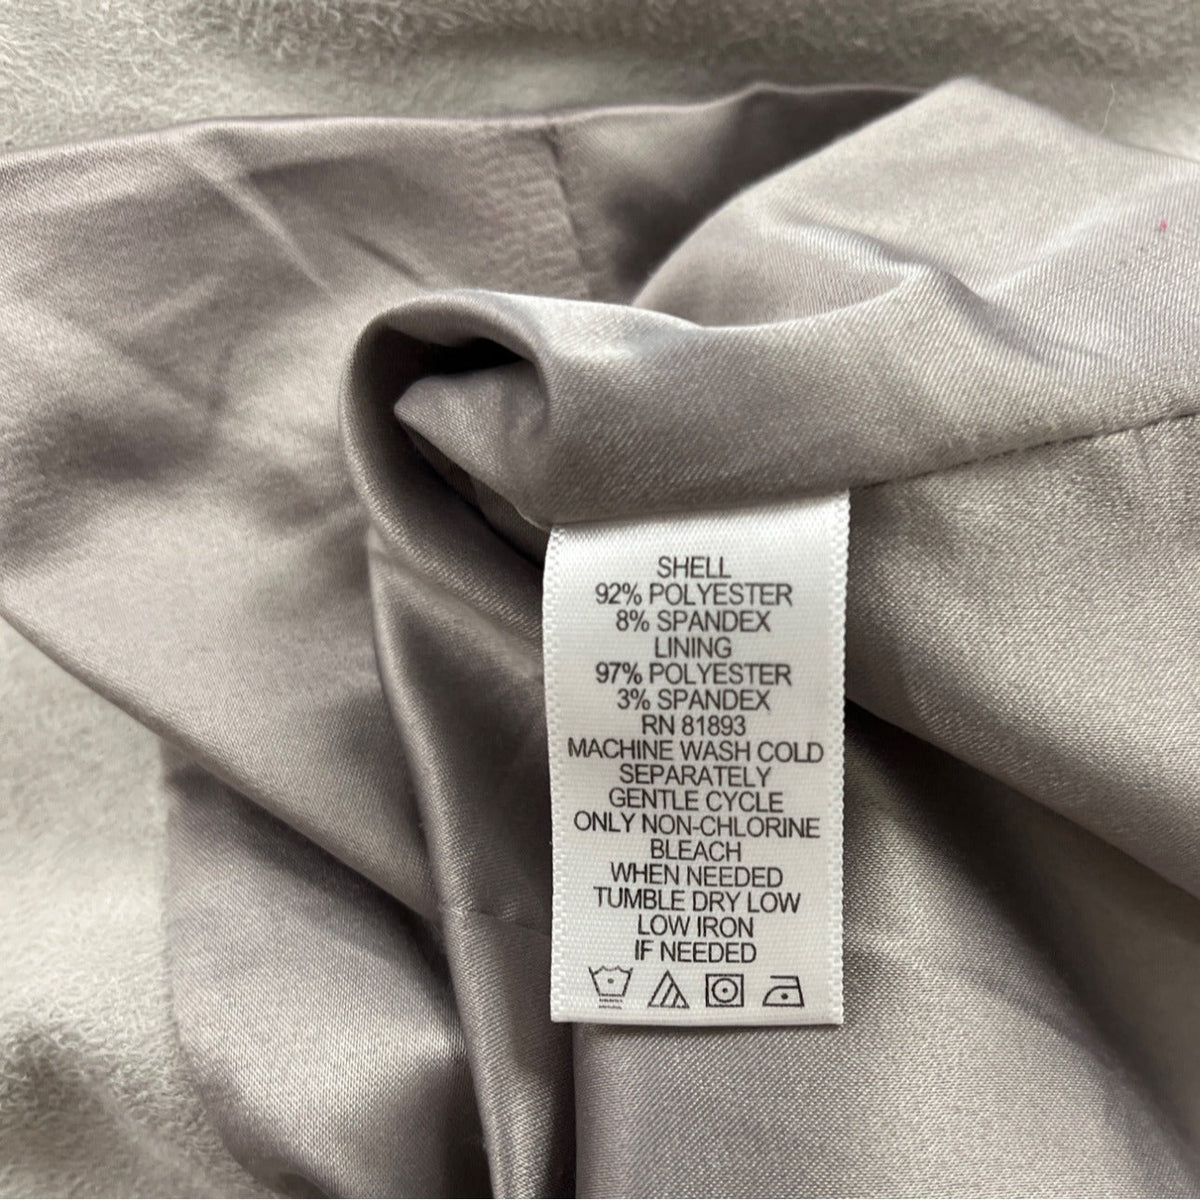 SHELL
92% POLYESTER
8% SPANDEX
LINING
97% POLYESTER
3% SPANDEX
RN 81893
MACHINE WASH COLD
SEPARATELY
GENTLE CYCLE
ONLY NON-CHLORINE
BLEACH
WHEN NEEDED
TUMBLE DRY LOW
LOW IRON
IF NEEDED